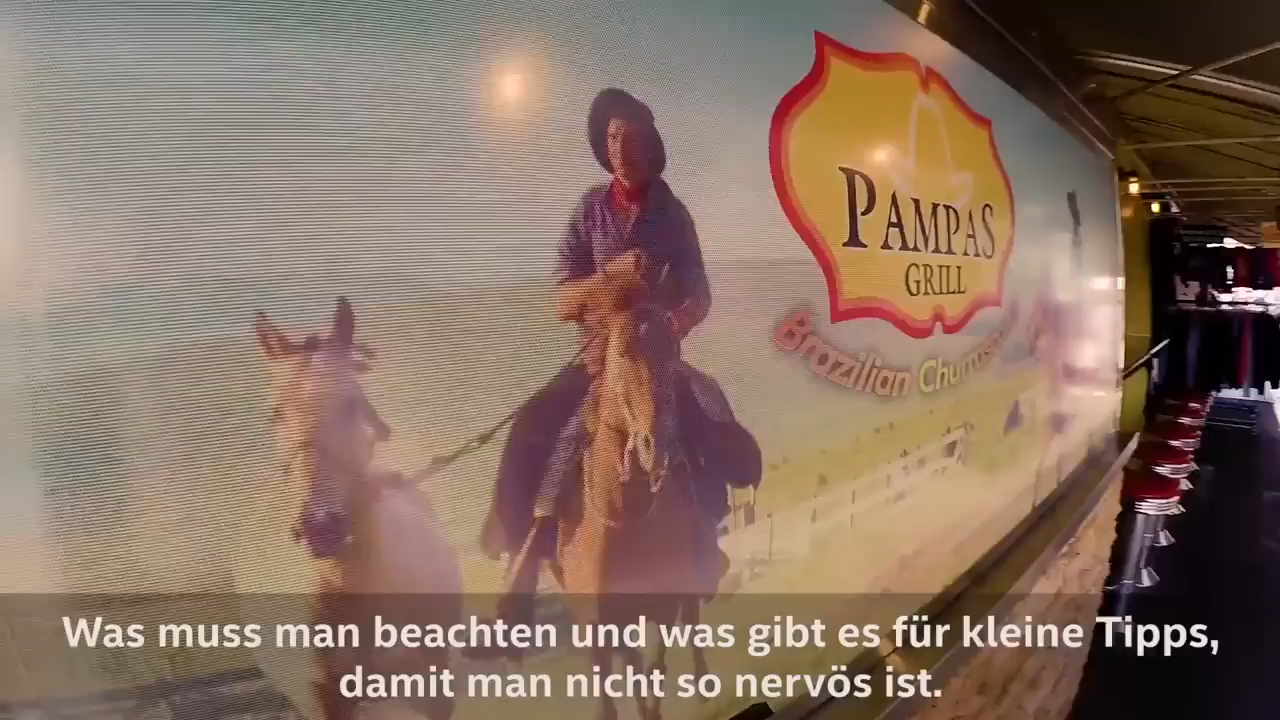 PAMPAS
GRILL
Brazilian
Was muss man beachten und was gibt es für kleine Tipps,
damit man nicht so nervös ist.